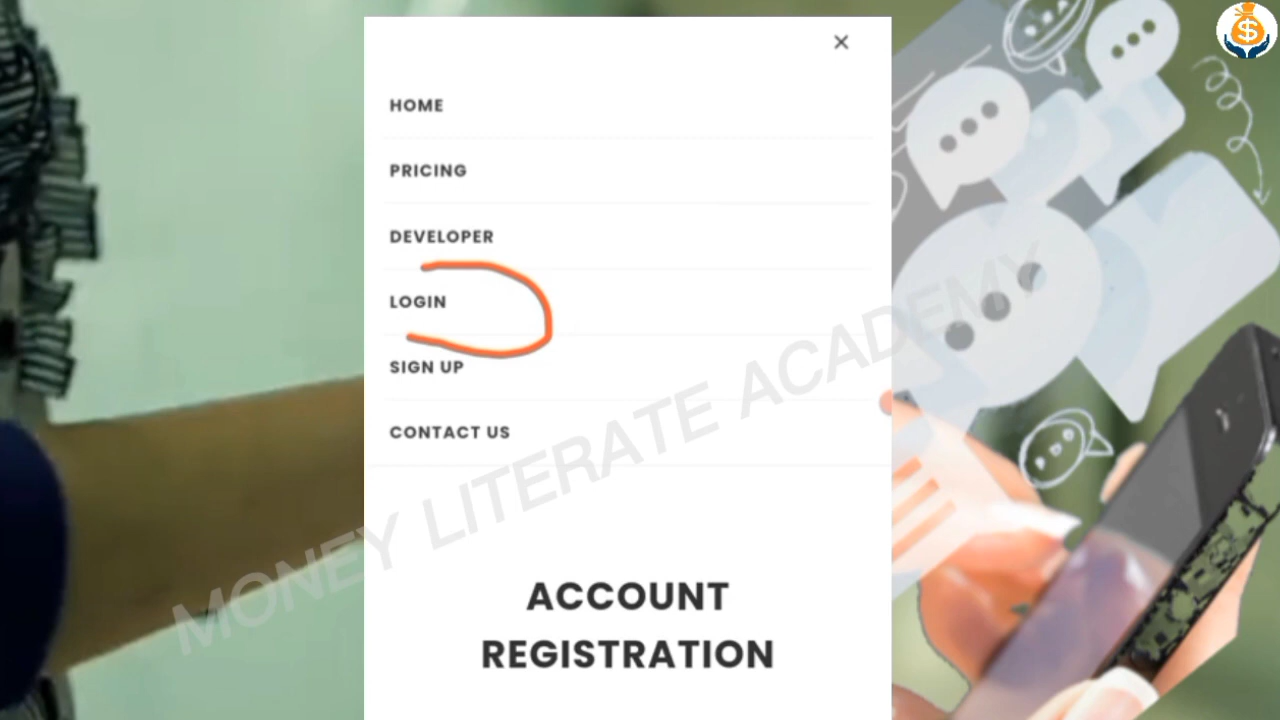 HOME
PRICING
DEVELOPER
LOGIN
SIGN UP
CONTACT US
MONEY LITERATE ACADEMY
ACCOUNT
REGISTRATION
$